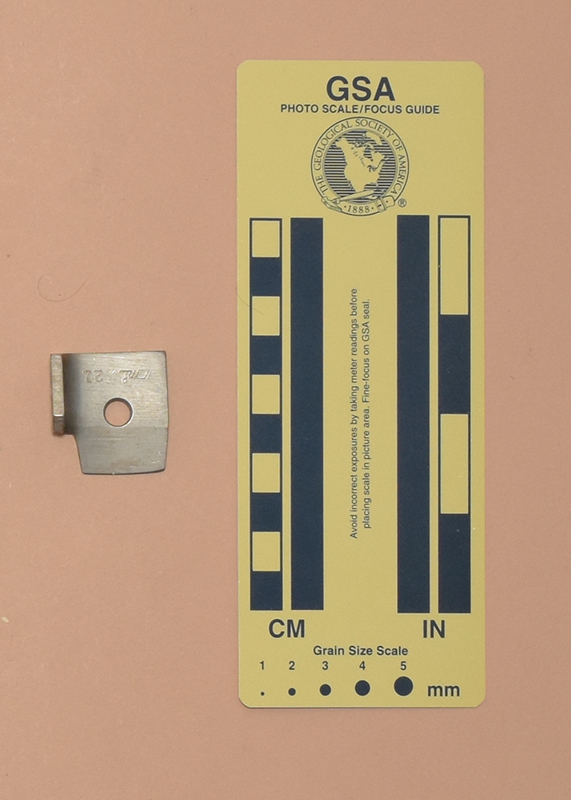 GSA
PHOTO SCALE/FOCUS GUIDE
THE GEOLOGICAL SOCIETY OF AMERICA
·1888·
®
Avoid incorrect exposures by taking meter readings before
placing scale in picture area. Fine-focus on GSA seal.
CM
IN
Grain Size Scale
1 2 3 4 5
mm